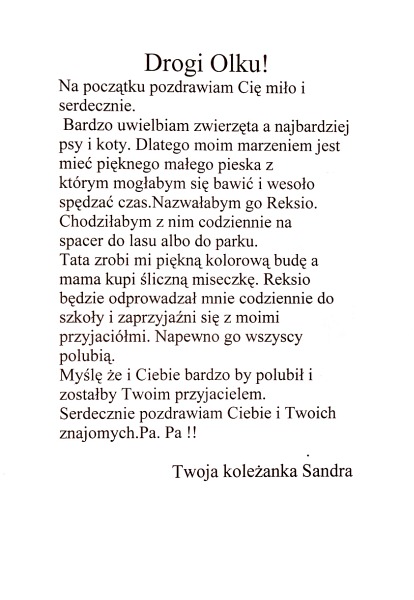 Drogi Olku!
Na początku pozdrawiam Cię miło i
serdecznie.
Bardzo uwielbiam zwierzęta a najbardziej
psy i koty. Dlatego moim marzeniem jest
mieć pięknego małego pieska z
którym mogłabym się bawić i wesoło
spędzać czas.Nazwałabym go Reksio.
Chodziłabym z nim codziennie na
spacer do lasu albo do parku.
Tata zrobi mi piękną kolorową budę a
mama kupi śliczną miseczkę. Reksio
będzie odprowadzał mnie codziennie do
szkoły i zaprzyjaźni się z moimi
przyjaciółmi. Napewno go wszyscy
polubią.
Myślę że i Ciebie bardzo by polubił i
zostałby Twoim przyjacielem.
Serdecznie pozdrawiam Ciebie i Twoich
znajomych.Pa. Pa !!
Twoja koleżanka Sandra